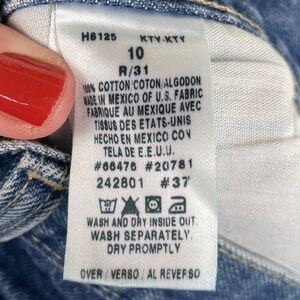 HS125 KTY-KTY
10
R/31
100% COTTON/COTON/ALGODON
MADE IN MEXICO OF U.S. FABRIC
FABRIQUE AU MEXIQUE AVEC
TISSUS DES ETATS-UNIS
HECHO EN MEXICO CON
TELA DE E.E.U.U.
#66476 #20781
242801 #37
WASH AND DRY INSIDE OUT.
WASH SEPARATELY.
DRY PROMPTLY
OVER / VERSO / AL REVERSO